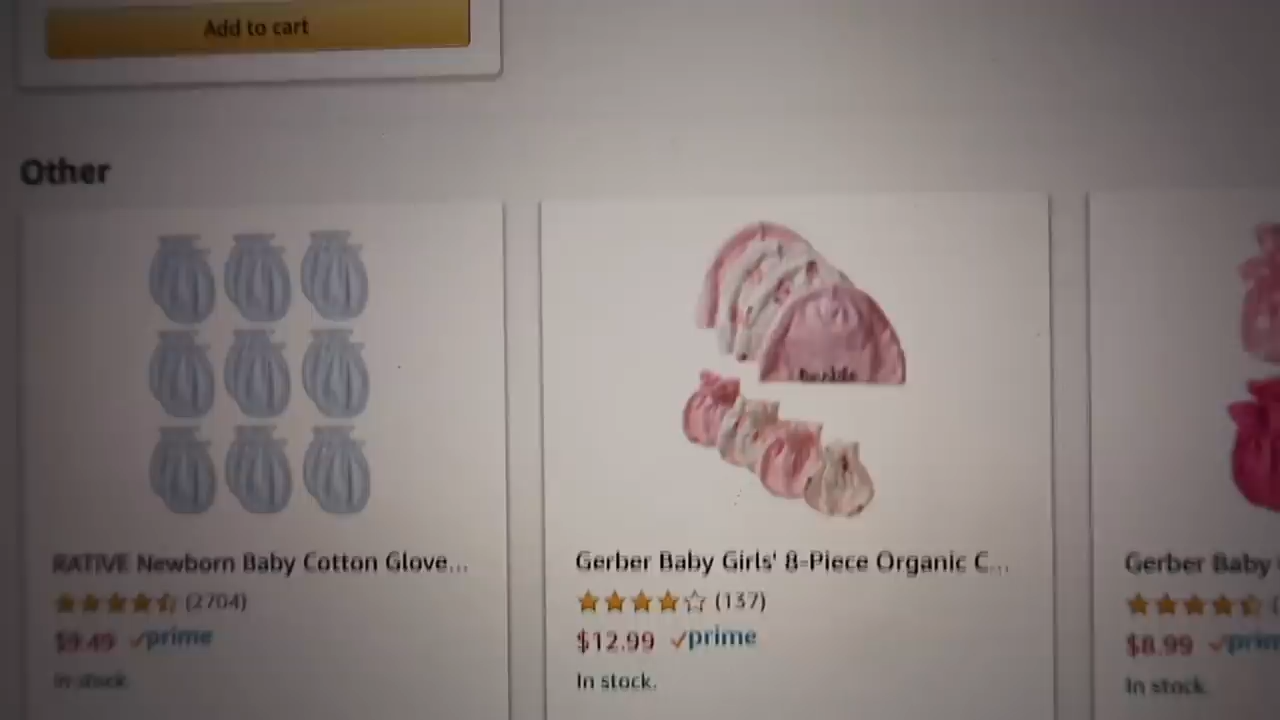 Add to cart
Other
RATIVE Newborn Baby Cotton Glove...
(2704)
$9.49 prime
In stock.
Gerber Baby Girls' 8-Piece Organic C...
(137)
$12.99 prime
In stock.
Gerber Baby
$8.99 prim
In stock.